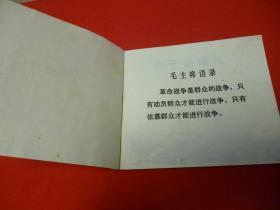 毛主席语录
革命战争是群众的战争，只
有动员群众才能进行战争，只有
依靠群众才能进行战争。